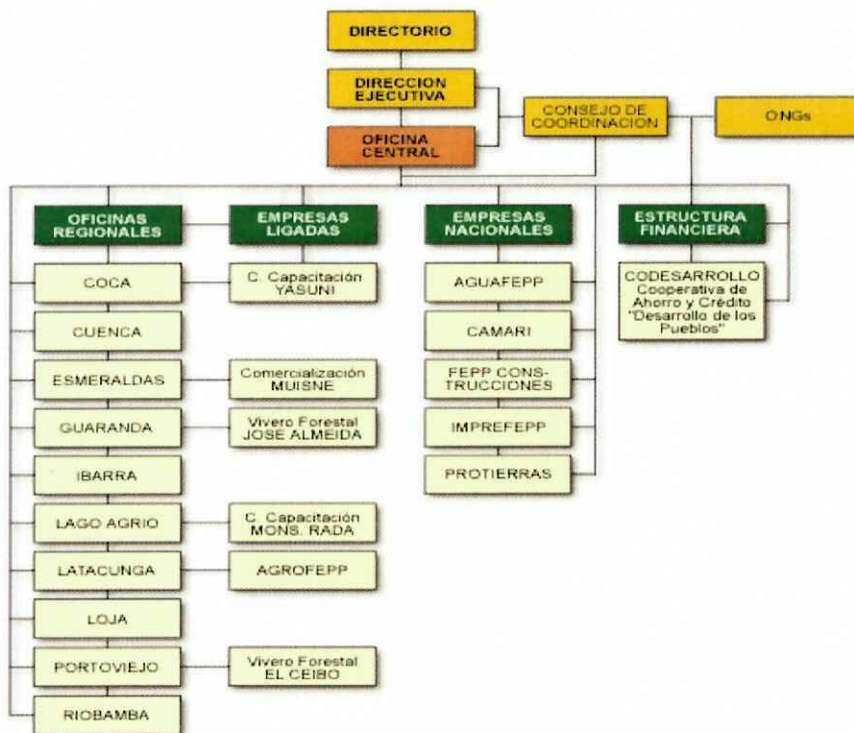 DIRECTORIO
DIRECCION
EJECUTIVA
OFICINA
CENTRAL
CONSEJO DE
COORDINACION
ONGs
OFICINAS
REGIONALES
COCA
CUENCA
ESMERALDAS
GUARANDA
IBARRA
LAGO AGRIO
LATACUNGA
LOJA
PORTOVIEJO
RIOBAMBA
EMPRESAS
LIGADAS
C. Capacitación
YASUNI
Comercialización
MUISNE
Vivero Forestal
JOSE ALMEIDA
C. Capacitación
MONS. RADA
AGROFEPP
Vivero Forestal
EL CEIBO
EMPRESAS
NACIONALES
AGUAFEPP
CAMARI
FEPP CONS-
TRUCCIONES
IMPREFEPP
PROTIERRAS
ESTRUCTURA
FINANCIERA
CODESARROLLO
Cooperativa de
Ahorro y Crédito
"Desarrollo de los
Pueblos"